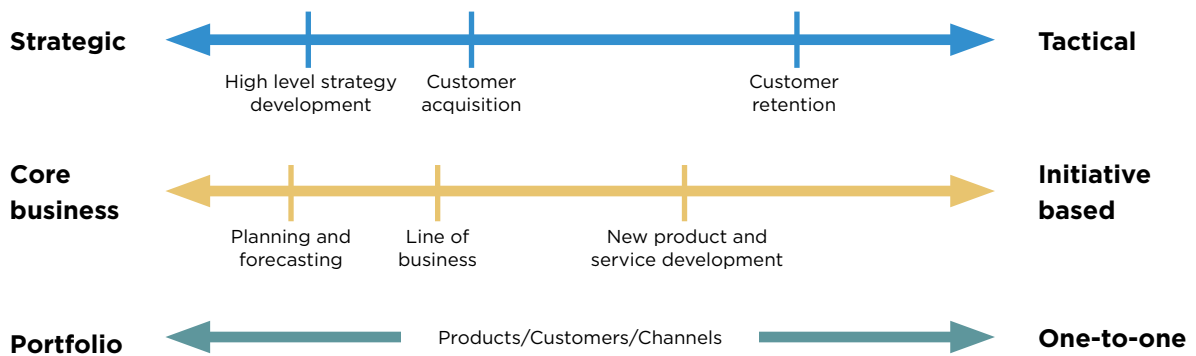 Strategic
Tactical
High level strategy
development
Customer
acquisition
Customer
retention
Core
business
Initiative
based
Planning and
forecasting
Line of
business
New product and
service development
Portfolio
Products/Customers/Channels
One-to-one